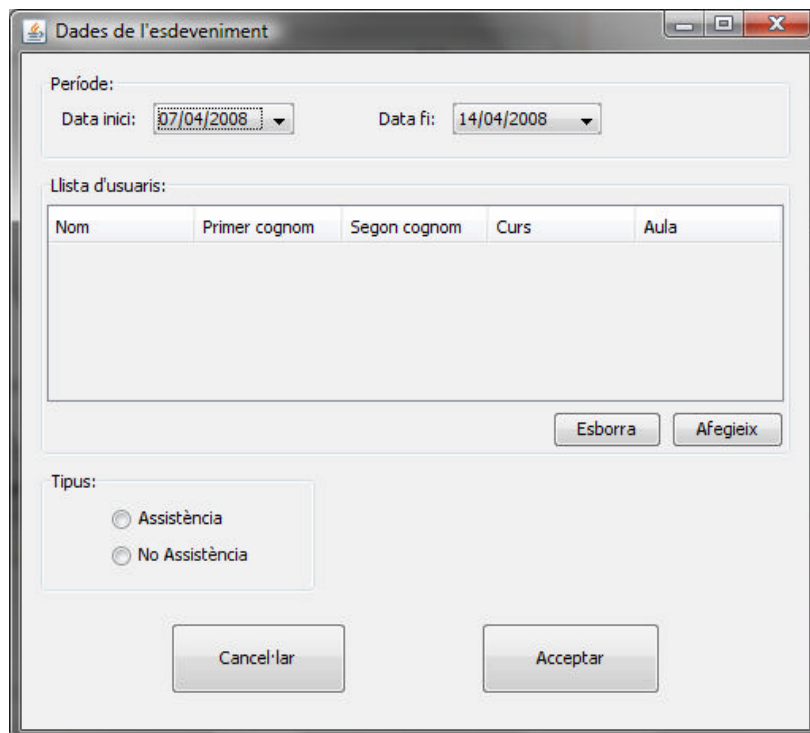 Dades de l'esdeveniment
Període:
Data inici: 07/04/2008 Data fi: 14/04/2008
Llista d'usuaris:
Nom Primer cognom Segon cognom Curs Aula
Esborra Afegieix
Tipus:
Assistència
No Assistència
Cancel·lar Acceptar